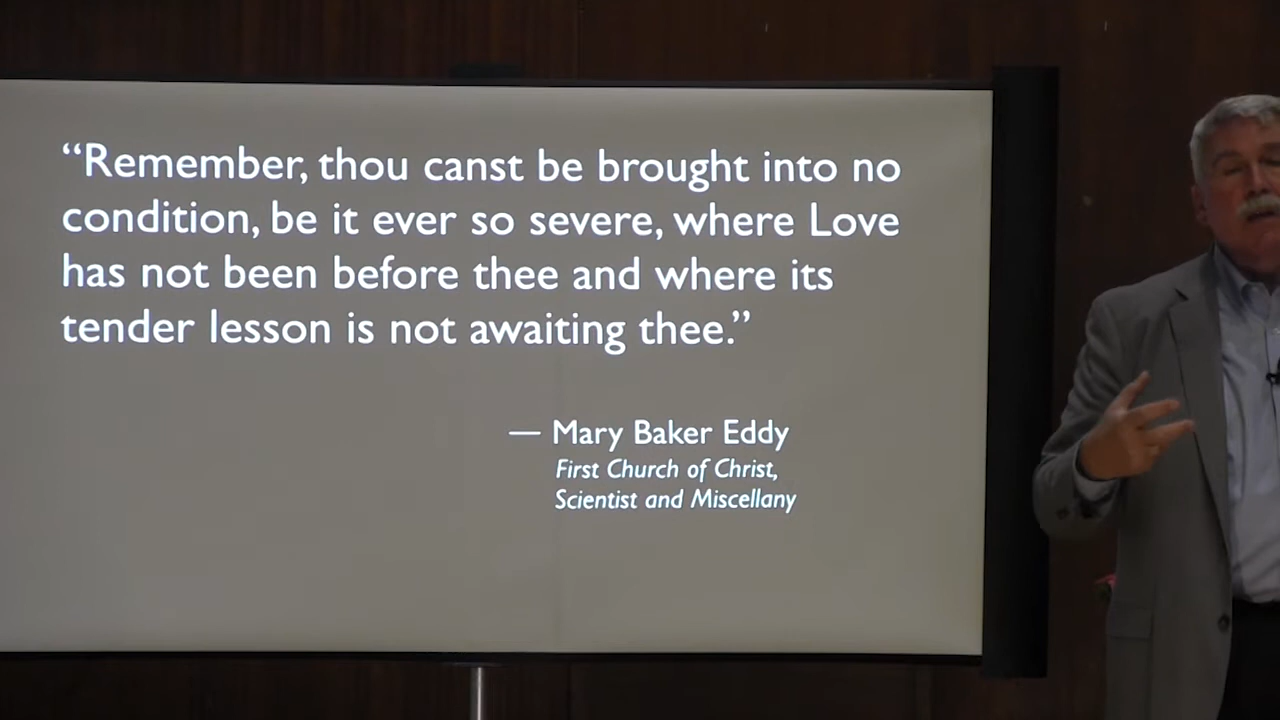 “Remember, thou canst be brought into no
condition, be it ever so severe, where Love
has not been before thee and where its
tender lesson is not awaiting thee.”
— Mary Baker Eddy
First Church of Christ,
Scientist and Miscellany